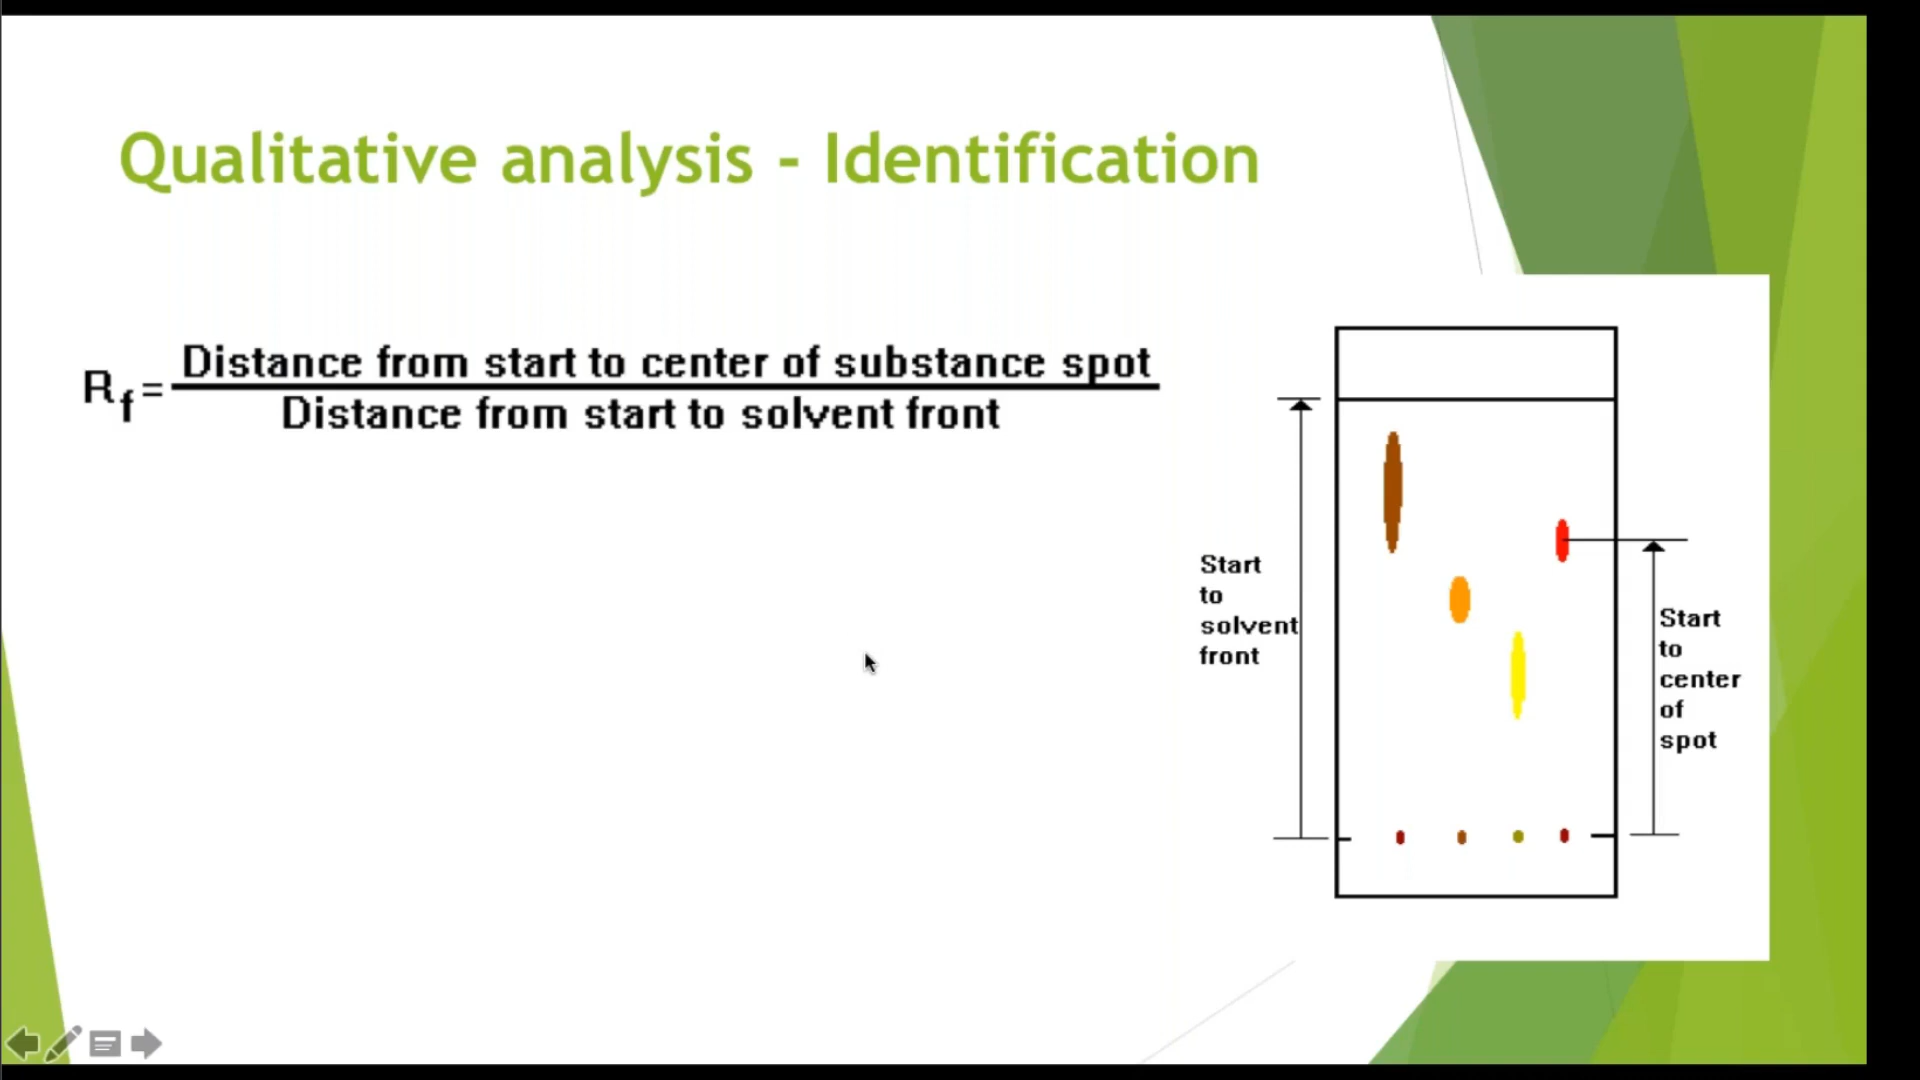 Qualitative analysis - Identification
Rf = Distance from start to center of substance spot
Distance from start to solvent front
Start
to
solvent
front
Start
to
center
of
spot